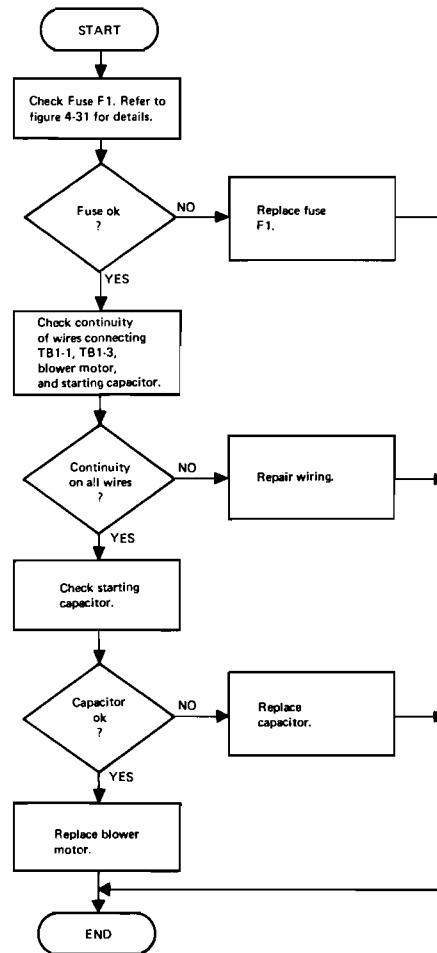 START
Check Fuse F1. Refer to
figure 4-31 for details.
Fuse ok
?
NO
Replace fuse
F1.
YES
Check continuity
of wires connecting
TB1-1, TB1-3,
blower motor,
and starting capacitor.
Continuity
on all wires
?
NO
Repair wiring.
YES
Check starting
capacitor.
Capacitor
ok
?
NO
Replace
capacitor.
YES
Replace blower
motor.
END